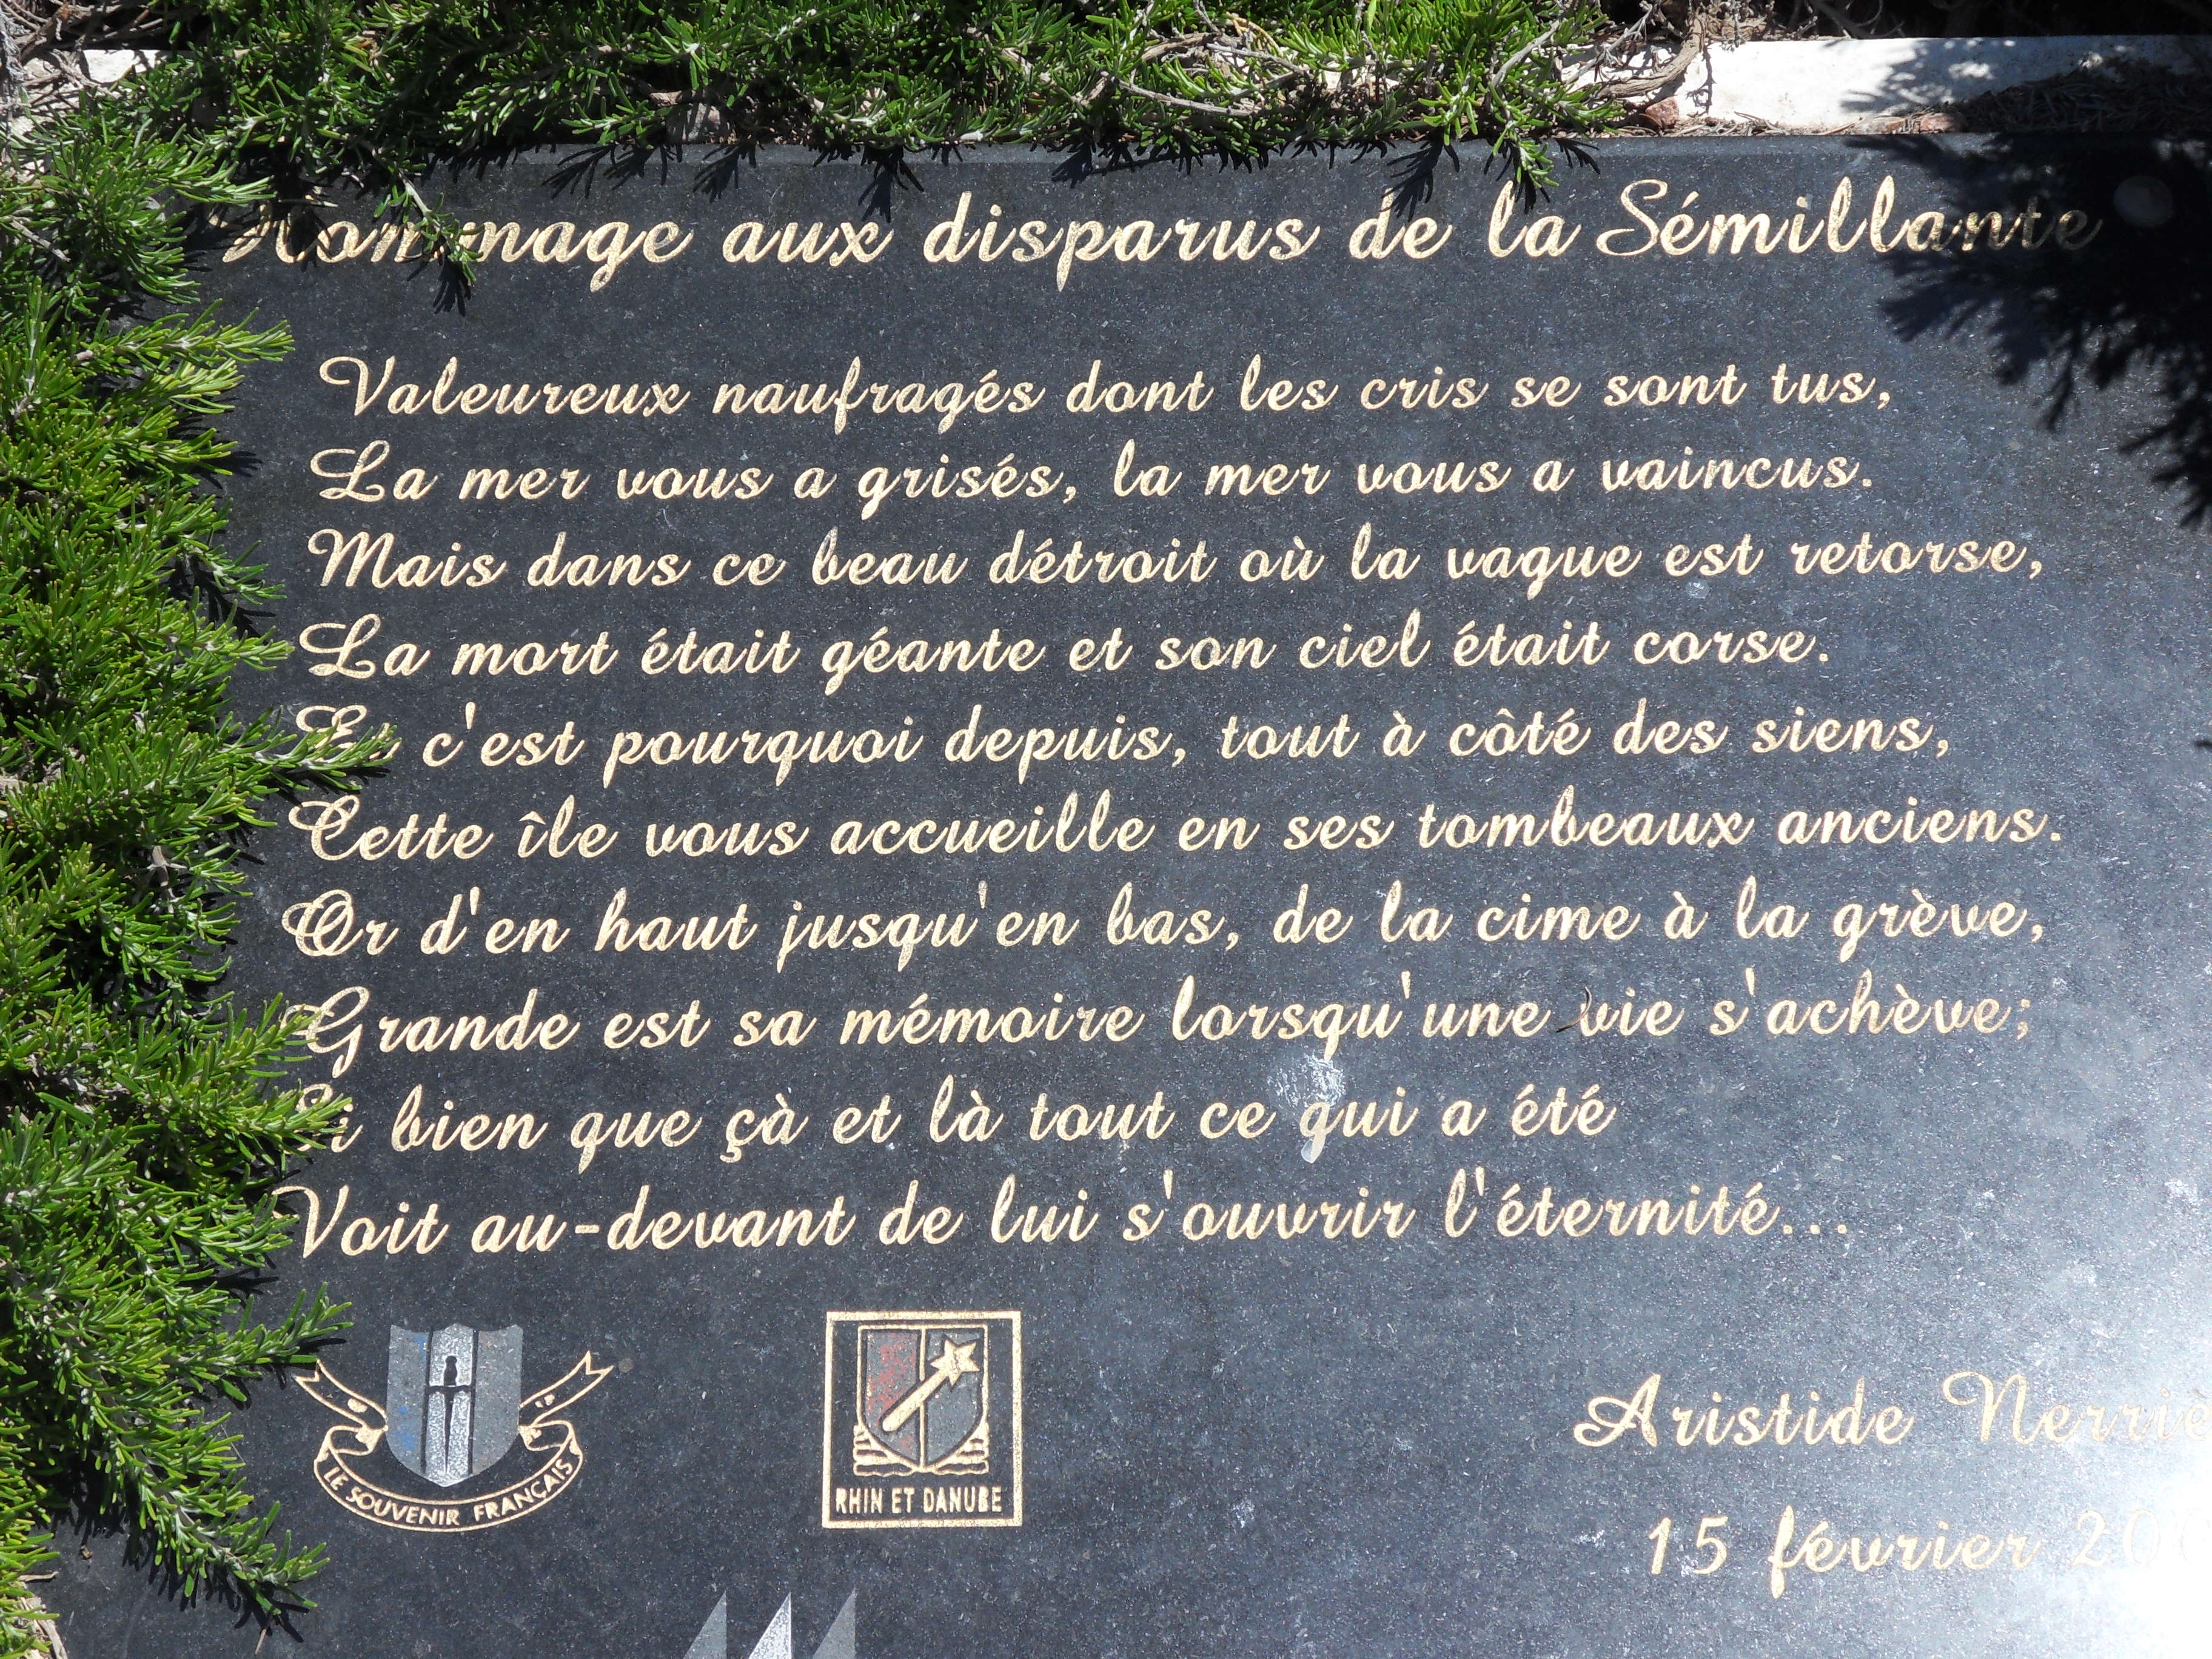 Hommage aux disparus de la Sémillante
Valeureux naufragés dont les cris se sont tus,
La mer vous a grisés, la mer vous a vaincus.
Mais dans ce beau détroit où la vague est retorse,
La mort était géante et son ciel était corse.
Et c'est pourquoi depuis, tout à côté des siens,
Cette île vous accueille en ses tombeaux anciens.
Or d'en haut jusqu'en bas, de la cime à la grève,
Grande est sa mémoire lorsqu'une vie s'achève;
Si bien que çà et là tout ce qui a été
Voit au-devant de lui s'ouvrir l'éternité...
LE SOUVENIR FRANÇAIS
RHIN ET DANUBE
Aristide
15 février